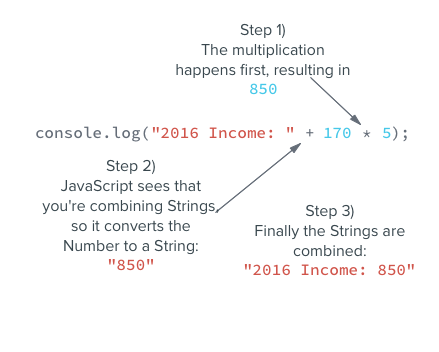 Step 1)
The multiplication
happens first, resulting in
850
console.log("2016 Income: " + 170 * 5);
Step 2)
JavaScript sees that
you're combining Strings,
so it converts the
Number to a String:
"850"
Step 3)
Finally the Strings are
combined:
"2016 Income: 850"